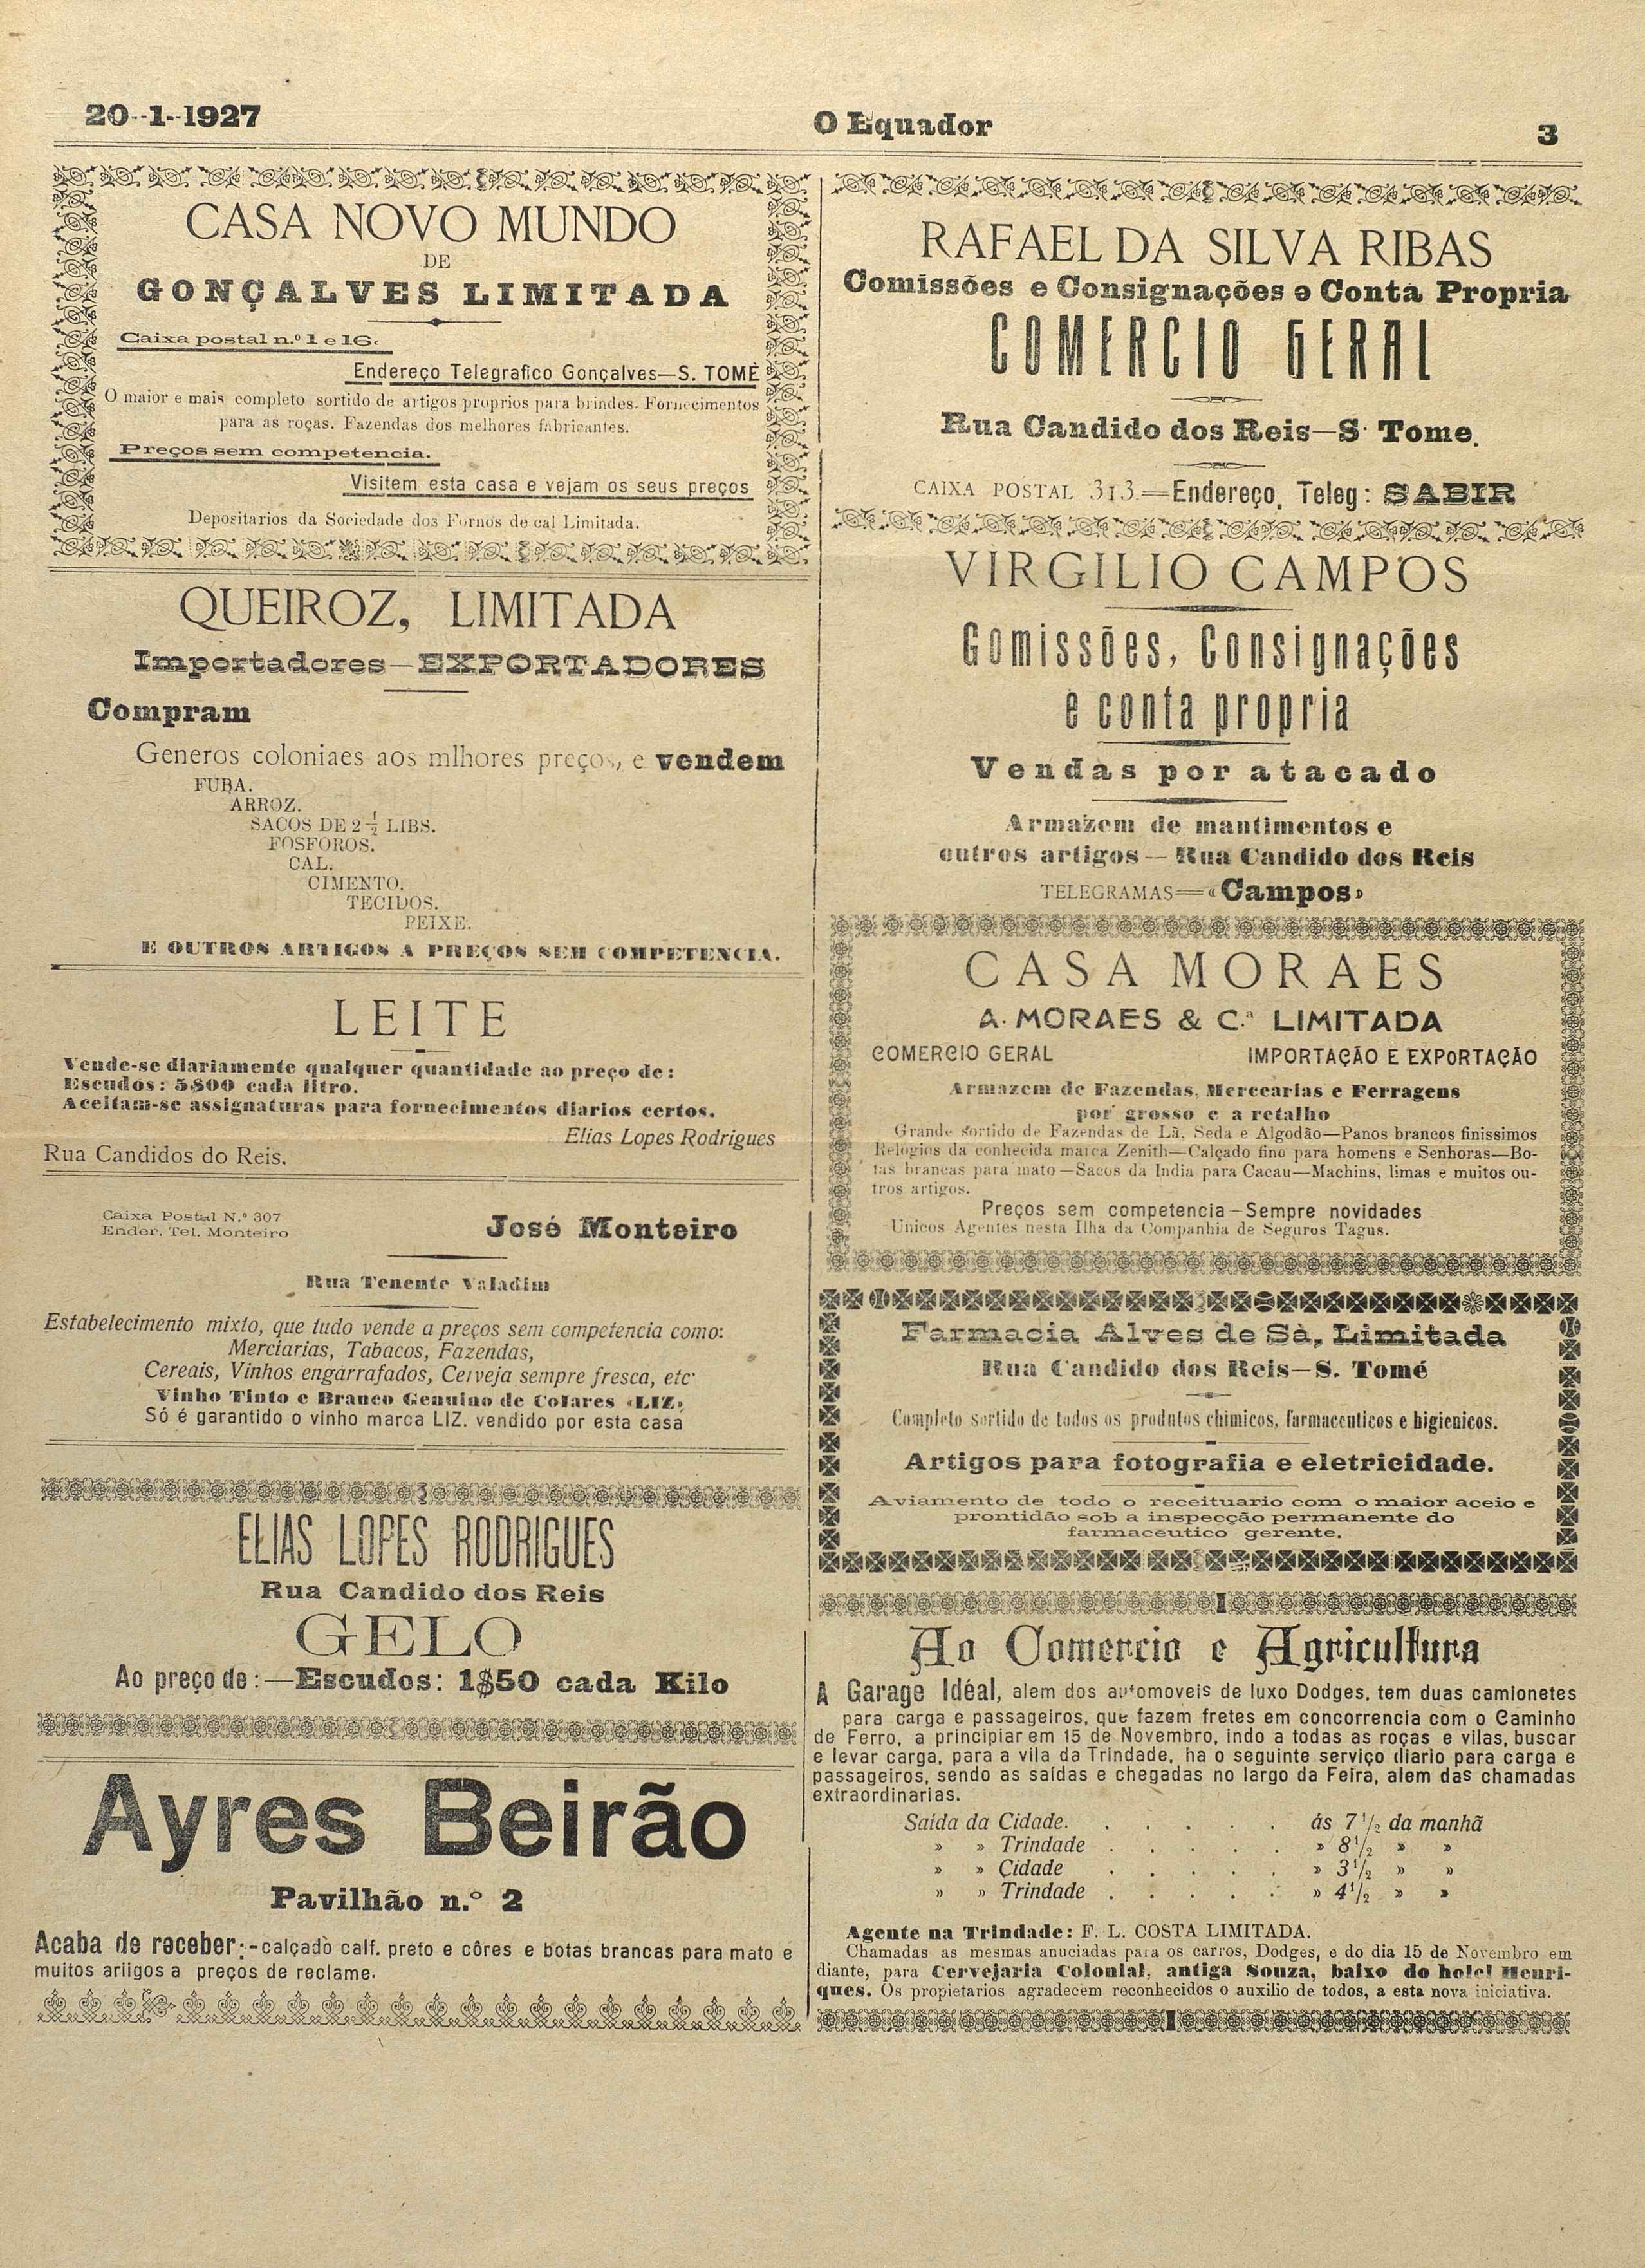 20--1--1927
O Equador
3
CASA NOVO MUNDO
DE
GONÇALVES LIMITADA
Caixa postal n.º 1 e 16.
Endereço Telegrafico Gonçalves—S. TOMÈ
O maior e mais completo sortido de artigos proprios para brindes. Fornecimentos
para as roças. Fazendas dos melhores fabricantes.
Preços sem competencia.
Visitem esta casa e vejam os seus preços
Depositarios da Sociedade dos Fornos de cal Limitada.
QUEIROZ, LIMITADA
Importadores—EXPORTADORES
Compram
Generos coloniaes aos mlhores preços, e vendem
FUBA.
ARROZ.
SACOS DE 2 ½ LIBS.
FOSFOROS.
CAL.
CIMENTO.
TECIDOS.
PEIXE.
E OUTROS ARTIGOS A PREÇOS SEM COMPETENCIA.
LEITE
Vende-se diariamente qualquer quantidade ao preço de:
Escudos: 5$00 cada litro.
Aceitam-se assignaturas para fornecimentos diarios certos.
Elias Lopes Rodrigues
Rua Candidos do Reis.
Caixa Postal N.º 307
Ender. Tel. Monteiro
José Monteiro
Rua Tenente Valadim
Estabelecimento mixto, que tudo vende a preços sem competencia como:
Merciarias, Tabacos, Fazendas,
Cereais, Vinhos engarrafados, Cerveja sempre fresca, etc.
Vinho Tinto e Branco Genuino de Colares «LIZ»
Só é garantido o vinho marca LIZ. vendido por esta casa
ELIAS LOPES RODRIGUES
Rua Candido dos Reis
GELO
Ao preço de:—Escudos: 1$50 cada Kilo
Ayres Beirão
Pavilhão n.º 2
Acaba de receber:-calçado calf. preto e côres e botas brancas para mato e
muitos ariigos a preços de reclame.
RAFAEL DA SILVA RIBAS
Comissões e Consignações e Conta Propria
COMERCIO GERAL
Rua Candido dos Reis—S. Tome.
CAIXA POSTAL 313.—Endereço, Teleg: SABIR
VIRGILIO CAMPOS
Gomissões, Consignações
e conta propria
Vendas por atacado
Armazem de mantimentos e
outros artigos — Rua Candido dos Reis
TELEGRAMAS—«Campos»
CASA MORAES
A. MORAES & C.ª LIMITADA
COMERCIO GERAL IMPORTAÇÃO E EXPORTAÇÃO
Armazem de Fazendas, Mercearias e Ferragens
por grosso e a retalho
Grande sortido de Fazendas de Lã, Seda e Algodão—Panos brancos finissimos
Relogios da conhecida marca Zenith—Calçado fino para homens e Senhoras—Bo-
tas brancas para mato—Sacos da India para Cacau—Machins, limas e muitos ou-
tros artigos.
Preços sem competencia—Sempre novidades
Unicos Agentes nesta Ilha da Companhia de Seguros Tagus.
Farmacia Alves de Sà, Limitada
Rua Candido dos Reis—S. Tomé
Completo sortido de todos os produtos chimicos, farmaceuticos e higienicos.
Artigos para fotografia e eletricidade.
Aviamento de todo o receituario com o maior aceio e
prontidão sob a inspecção permanente do
farmaceutico gerente.
Ao Comercio e Agricultura
A Garage Idéal, alem dos automoveis de luxo Dodges, tem duas camionetes
para carga e passageiros, que fazem fretes em concorrencia com o Caminho
de Ferro, a principiar em 15 de Novembro, indo a todas as roças e vilas, buscar
e levar carga, para a vila da Trindade, ha o seguinte serviço diario para carga e
passageiros, sendo as saídas e chegadas no largo da Feira, alem das chamadas
extraordinarias.
Saída da Cidade. . . . . . ás 7 1/2 da manhã
» » Trindade . . . . . » 8 1/2 » »
» » Cidade . . . . . » 3 1/2 » »
» » Trindade . . . . . » 4 1/2 » »
Agente na Trindade: F. L. COSTA LIMITADA.
Chamadas as mesmas anuciadas para os carros, Dodges, e do dia 15 de Novembro em
diante, para Cervejaria Colonial, antiga Souza, baixo do hotel Henri-
ques. Os propietarios agradecem reconhecidos o auxilio de todos, a esta nova iniciativa.